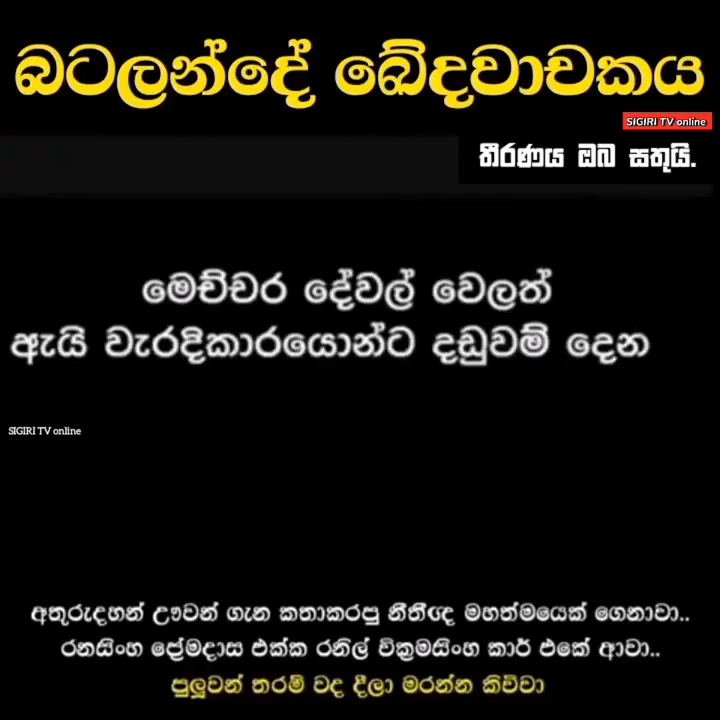 බටලන්දේ ඛේදවාචකය
SIGIRI TV online
තීරණය ඔබ සතුයි.
මෙච්චර දේවල් වෙලත්
ඇයි වැරදිකාරයොන්ට දඩුවම් දෙන
SIGIRI TV online
අතුරුදහන් උෟවන් ගැන කතාකරපු නීතීඥ මහත්මයෙක් ගෙනාවා..
රනසිංහ ප්‍රේමදාස එක්ක රනිල් වික්‍රමසිංහ කාර් එකේ ආවා..
පුලූවන් තරම් වද දීලා මරන්න කිව්වා